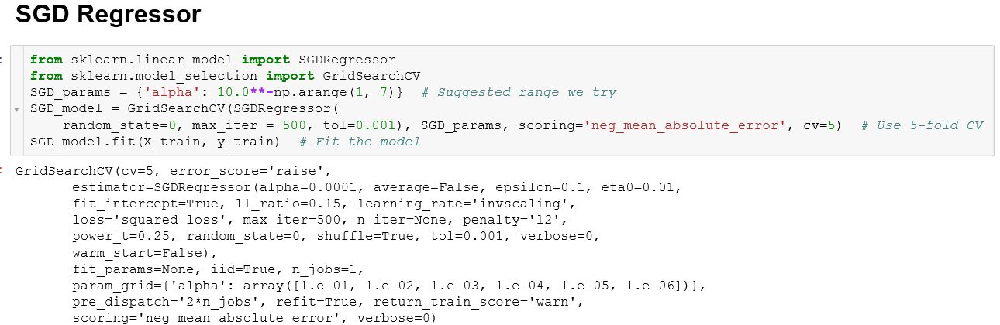 SGD Regressor
from sklearn.linear_model import SGDRegressor
from sklearn.model_selection import GridSearchCV
SGD_params = {'alpha': 10.0**-np.arange(1, 7)}  # Suggested range we try
SGD_model = GridSearchCV(SGDRegressor(
    random_state=0, max_iter = 500, tol=0.001), SGD_params, scoring='neg_mean_absolute_error', cv=5)  # Use 5-fold CV
SGD_model.fit(X_train, y_train)  # Fit the model
GridSearchCV(cv=5, error_score='raise',
       estimator=SGDRegressor(alpha=0.0001, average=False, epsilon=0.1, eta0=0.01,
       fit_intercept=True, l1_ratio=0.15, learning_rate='invscaling',
       loss='squared_loss', max_iter=500, n_iter=None, penalty='l2',
       power_t=0.25, random_state=0, shuffle=True, tol=0.001, verbose=0,
       warm_start=False),
       fit_params=None, iid=True, n_jobs=1,
       param_grid={'alpha': array([1.e-01, 1.e-02, 1.e-03, 1.e-04, 1.e-05, 1.e-06])},
       pre_dispatch='2*n_jobs', refit=True, return_train_score='warn',
       scoring='neg_mean_absolute_error', verbose=0)